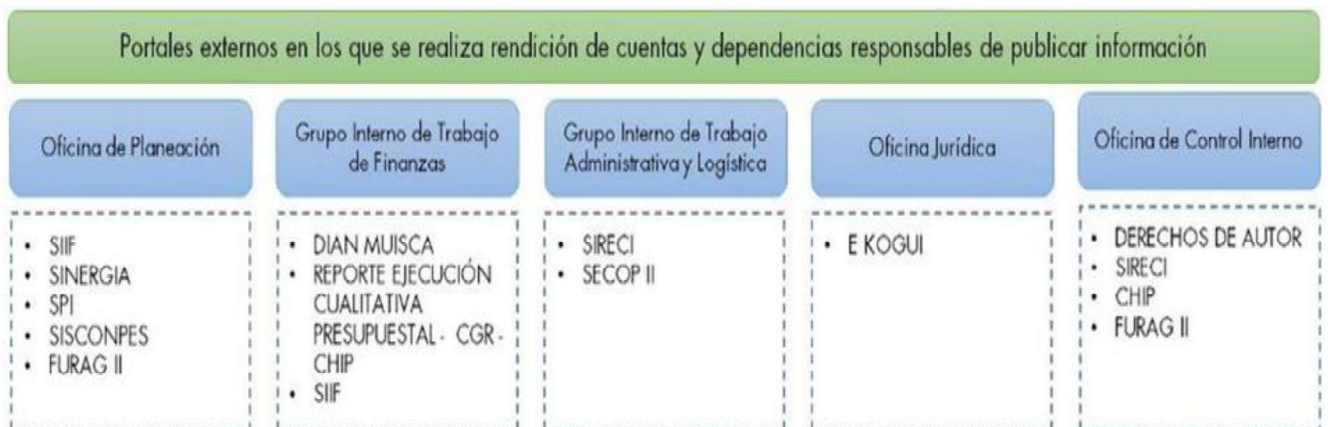 Portales externos en los que se realiza rendición de cuentas y dependencias responsables de publicar información
Oficina de Planeación
Grupo Interno de Trabajo
de Finanzas
Grupo Interno de Trabajo
Administrativa y Logística
Oficina Jurídica
Oficina de Control Interno
• SIIF
• SINERGIA
• SPI
• SISCONPES
• FURAG II
• DIAN MUISCA
• REPORTE EJECUCIÓN
CUALITATIVA
PRESUPUESTAL - CGR -
CHIP
• SIIF
• SIRECI
• SECOP II
• E KOGUI
• DERECHOS DE AUTOR
• SIRECI
• CHIP
• FURAG II